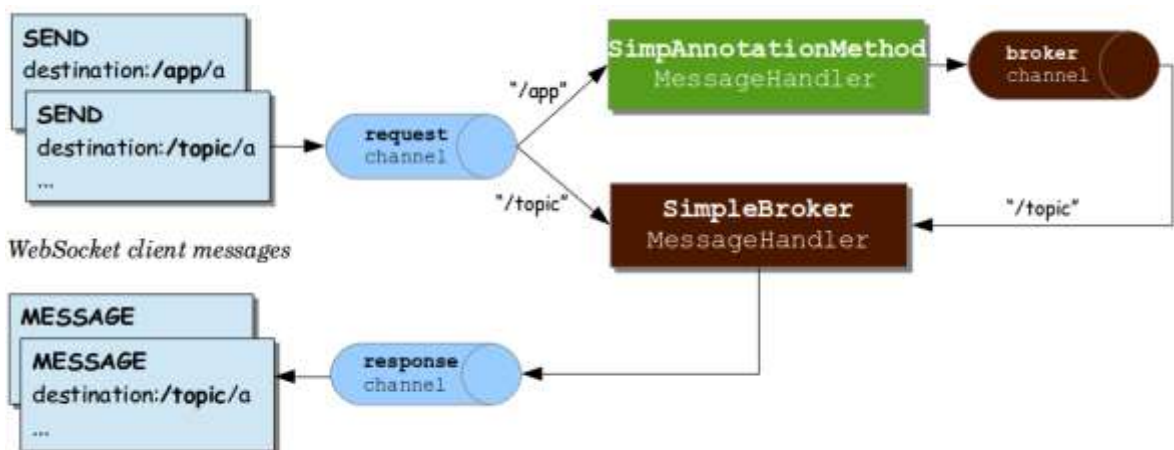 SEND
destination:/app/a
SEND
destination:/topic/a
...
WebSocket client messages
request
channel
"/app"
"/topic"
SimpAnnotationMethod
MessageHandler
broker
channel
SimpleBroker
MessageHandler
"/topic"
MESSAGE
MESSAGE
destination:/topic/a
...
response
channel